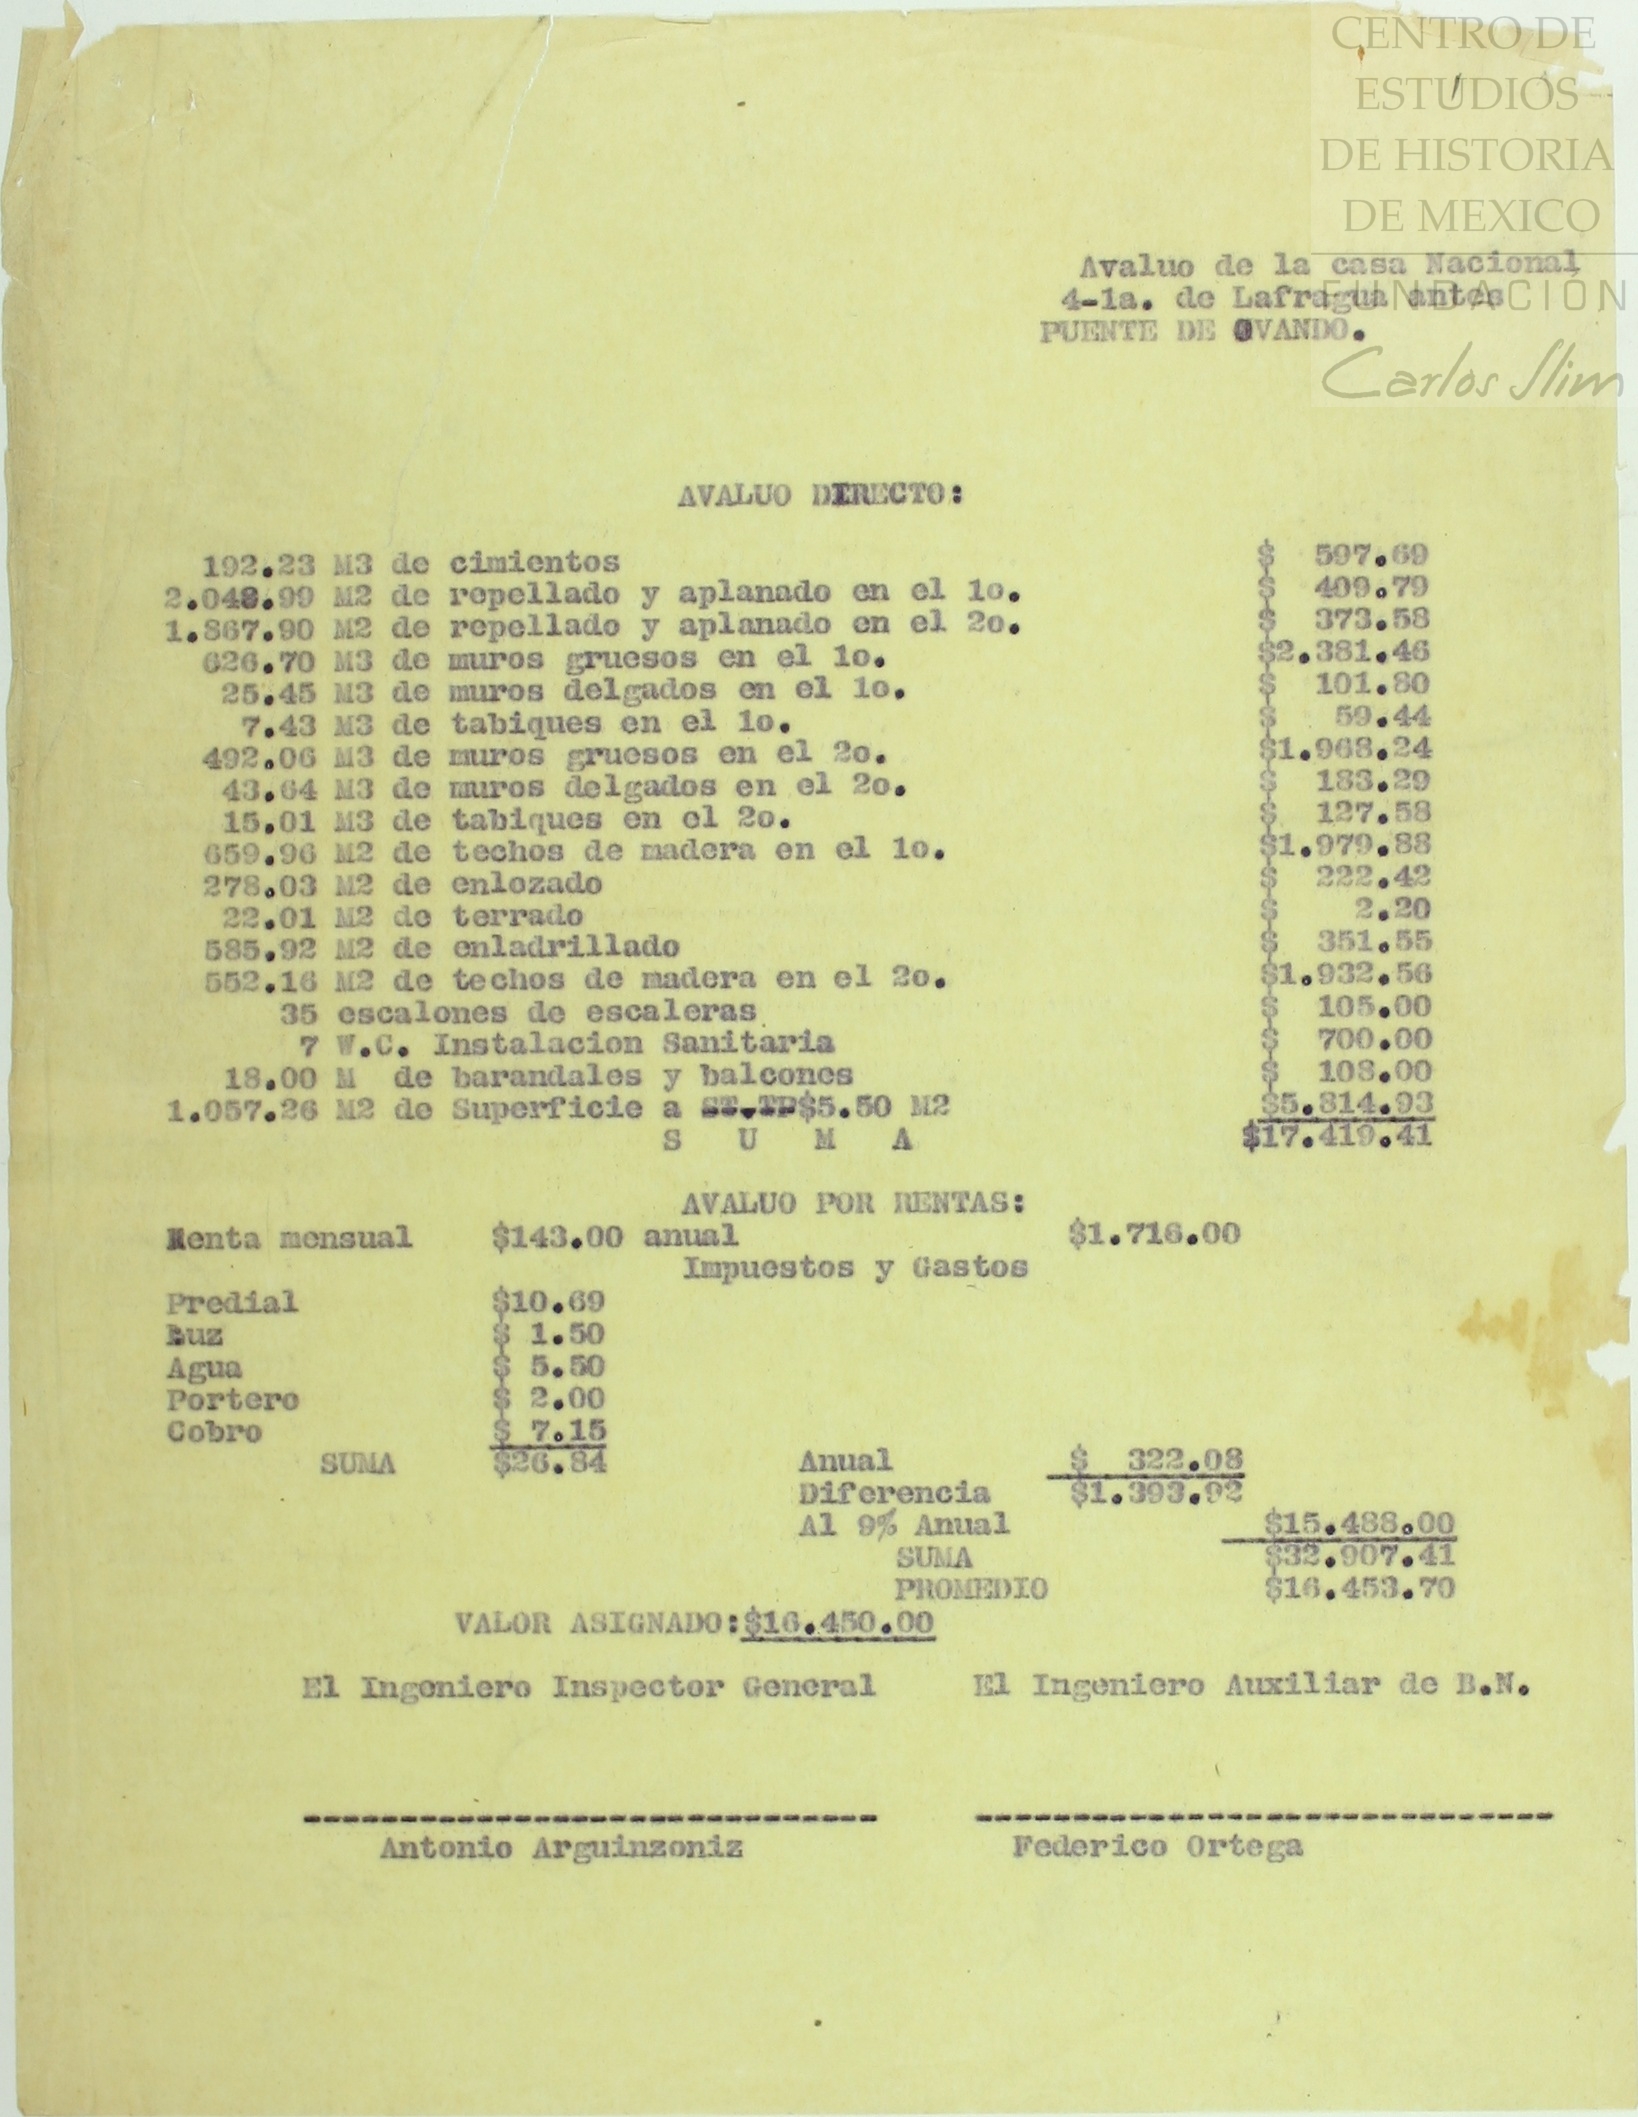 CENTRO DE
ESTUDIOS
DE HISTORIA
DE MEXICO
FUNDACIÓN
Carlos Slim
Avaluo de la casa Nacional
4-1a. de Lafragua antes
PUENTE DE OVANDO.
AVALUO DIRECTO:
192.23 M3 de cimientos $ 597.69
2.048.99 M2 de repellado y aplanado en el 1o. $ 409.79
1.867.90 M2 de repellado y aplanado en el 2o. $ 373.58
626.70 M3 de muros gruesos en el 1o. $2.381.46
25.45 M3 de muros delgados en el 1o. $ 101.80
7.43 M3 de tabiques en el 1o. $ 59.44
492.06 M3 de muros gruesos en el 2o. $1.968.24
43.64 M3 de muros delgados en el 2o. $ 183.29
15.01 M3 de tabiques en el 2o. $ 127.58
659.96 M2 de techos de madera en el 1o. $1.979.88
278.03 M2 de enlozado $ 222.42
22.01 M2 de terrado $ 2.20
585.92 M2 de enladrillado $ 351.55
552.16 M2 de techos de madera en el 2o. $1.932.56
35 escalones de escaleras $ 105.00
7 W.C. Instalacion Sanitaria $ 700.00
18.00 M de barandales y balcones $ 108.00
1.057.26 M2 de Superficie a $5.50 M2 $5.814.93
S U M A $17.419.41
AVALUO POR RENTAS:
Renta mensual $143.00 anual $1.716.00
Impuestos y Gastos
Predial $10.69
Luz $ 1.50
Agua $ 5.50
Portero $ 2.00
Cobro $ 7.15
SUMA $26.84 Anual $ 322.08
Diferencia $1.393.92
Al 9% Anual $15.488.00
SUMA $32.907.41
PROMEDIO $16.453.70
VALOR ASIGNADO:$16.450.00
El Ingeniero Inspector General El Ingeniero Auxiliar de B.N.
Antonio Arguinzoniz Federico Ortega